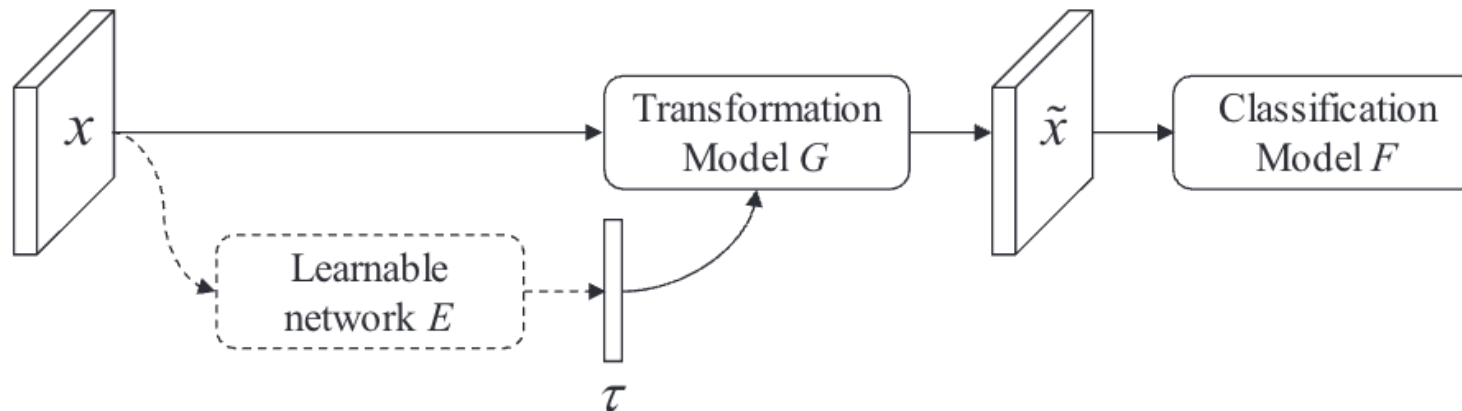 x
Transformation
Model G
x̃
Classification
Model F
Learnable
network E
τ